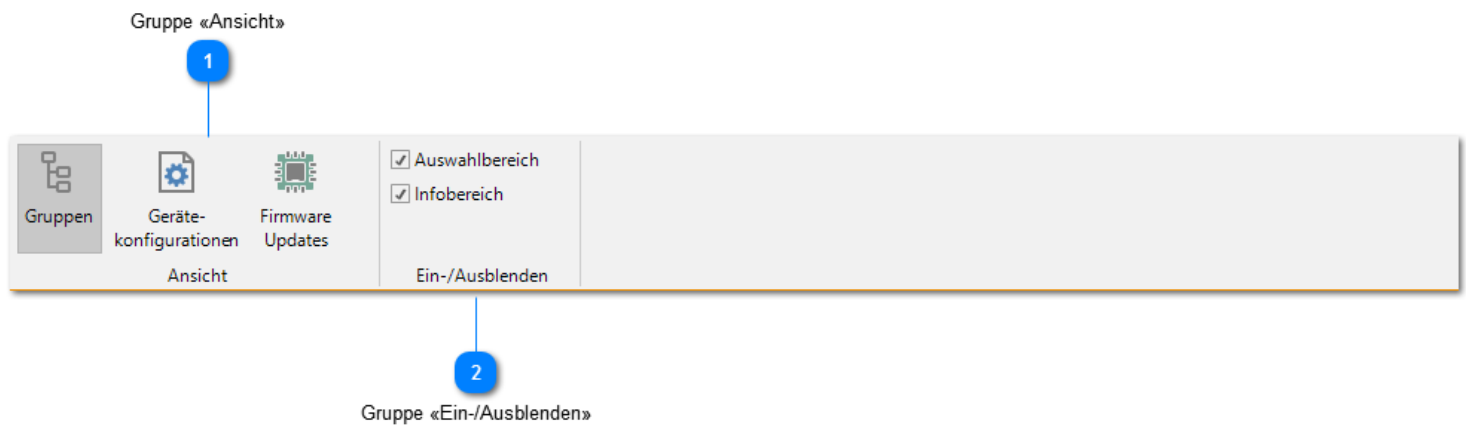 Gruppe «Ansicht»
1
Gruppen
Geräte-
konfigurationen
Firmware
Updates
Ansicht
Auswahlbereich
Infobereich
Ein-/Ausblenden
2
Gruppe «Ein-/Ausblenden»